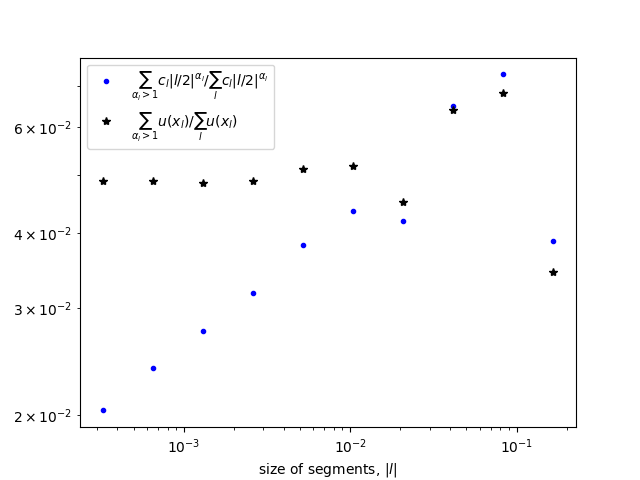 ∑_{α_l>1} c_l|l/2|^{α_l}/∑_l c_l|l/2|^{α_l}
∑_{α_l>1} u(x_l)/∑_l u(x_l)
6 × 10⁻²
4 × 10⁻²
3 × 10⁻²
2 × 10⁻²
10⁻³ 10⁻² 10⁻¹
size of segments, |l|